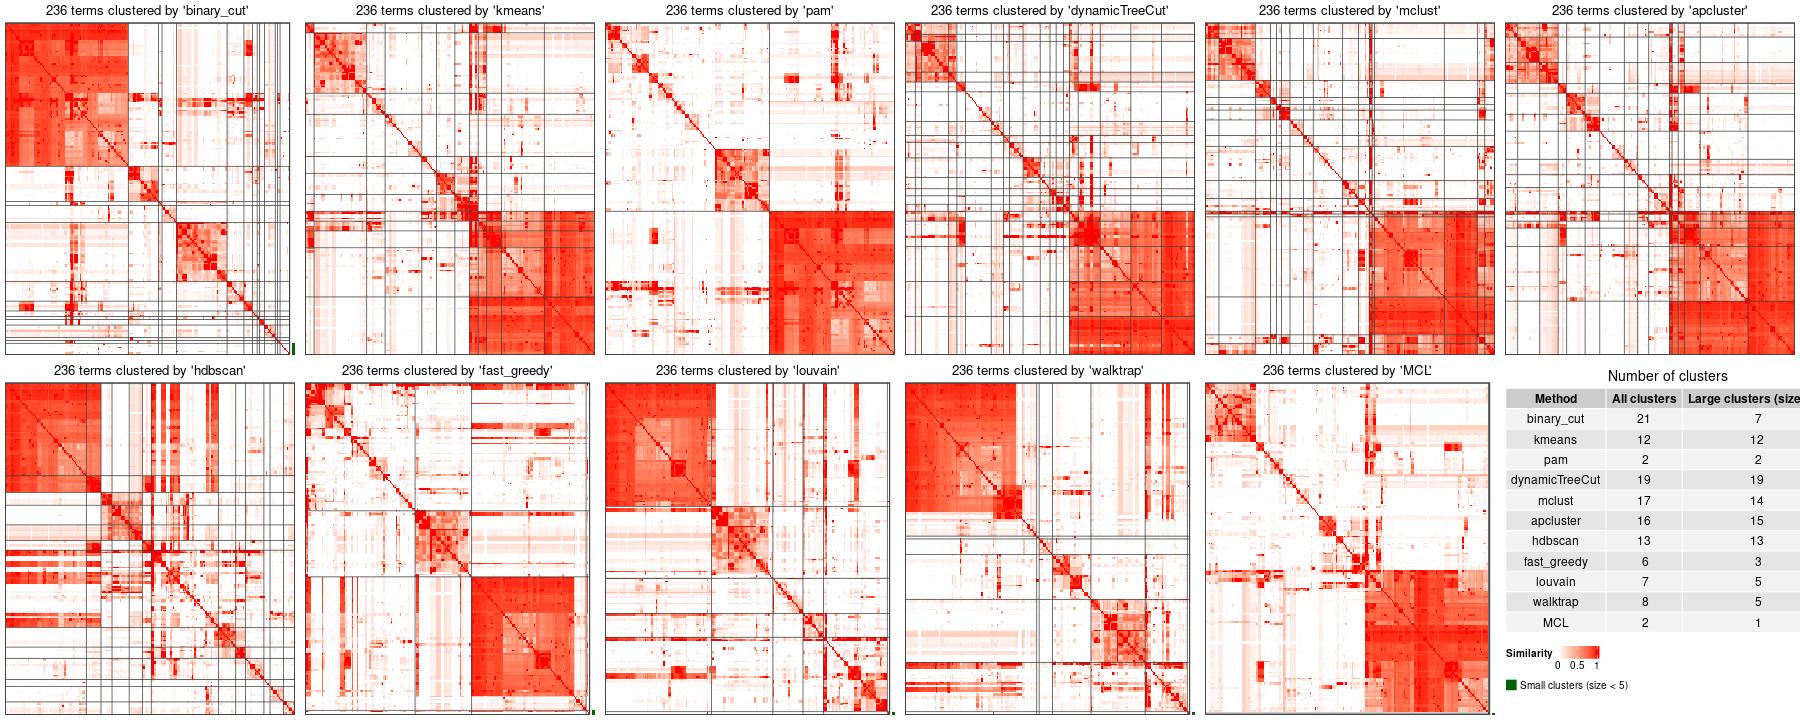 236 terms clustered by 'binary_cut'
236 terms clustered by 'kmeans'
236 terms clustered by 'pam'
236 terms clustered by 'dynamicTreeCut'
236 terms clustered by 'mclust'
236 terms clustered by 'apcluster'
236 terms clustered by 'hdbscan'
236 terms clustered by 'fast_greedy'
236 terms clustered by 'louvain'
236 terms clustered by 'walktrap'
236 terms clustered by 'MCL'
Number of clusters
Method All clusters Large clusters (size
binary_cut 21 7
kmeans 12 12
pam 2 2
dynamicTreeCut 19 19
mclust 17 14
apcluster 16 15
hdbscan 13 13
fast_greedy 6 3
louvain 7 5
walktrap 8 5
MCL 2 1
Similarity
0 0.5 1
Small clusters (size < 5)